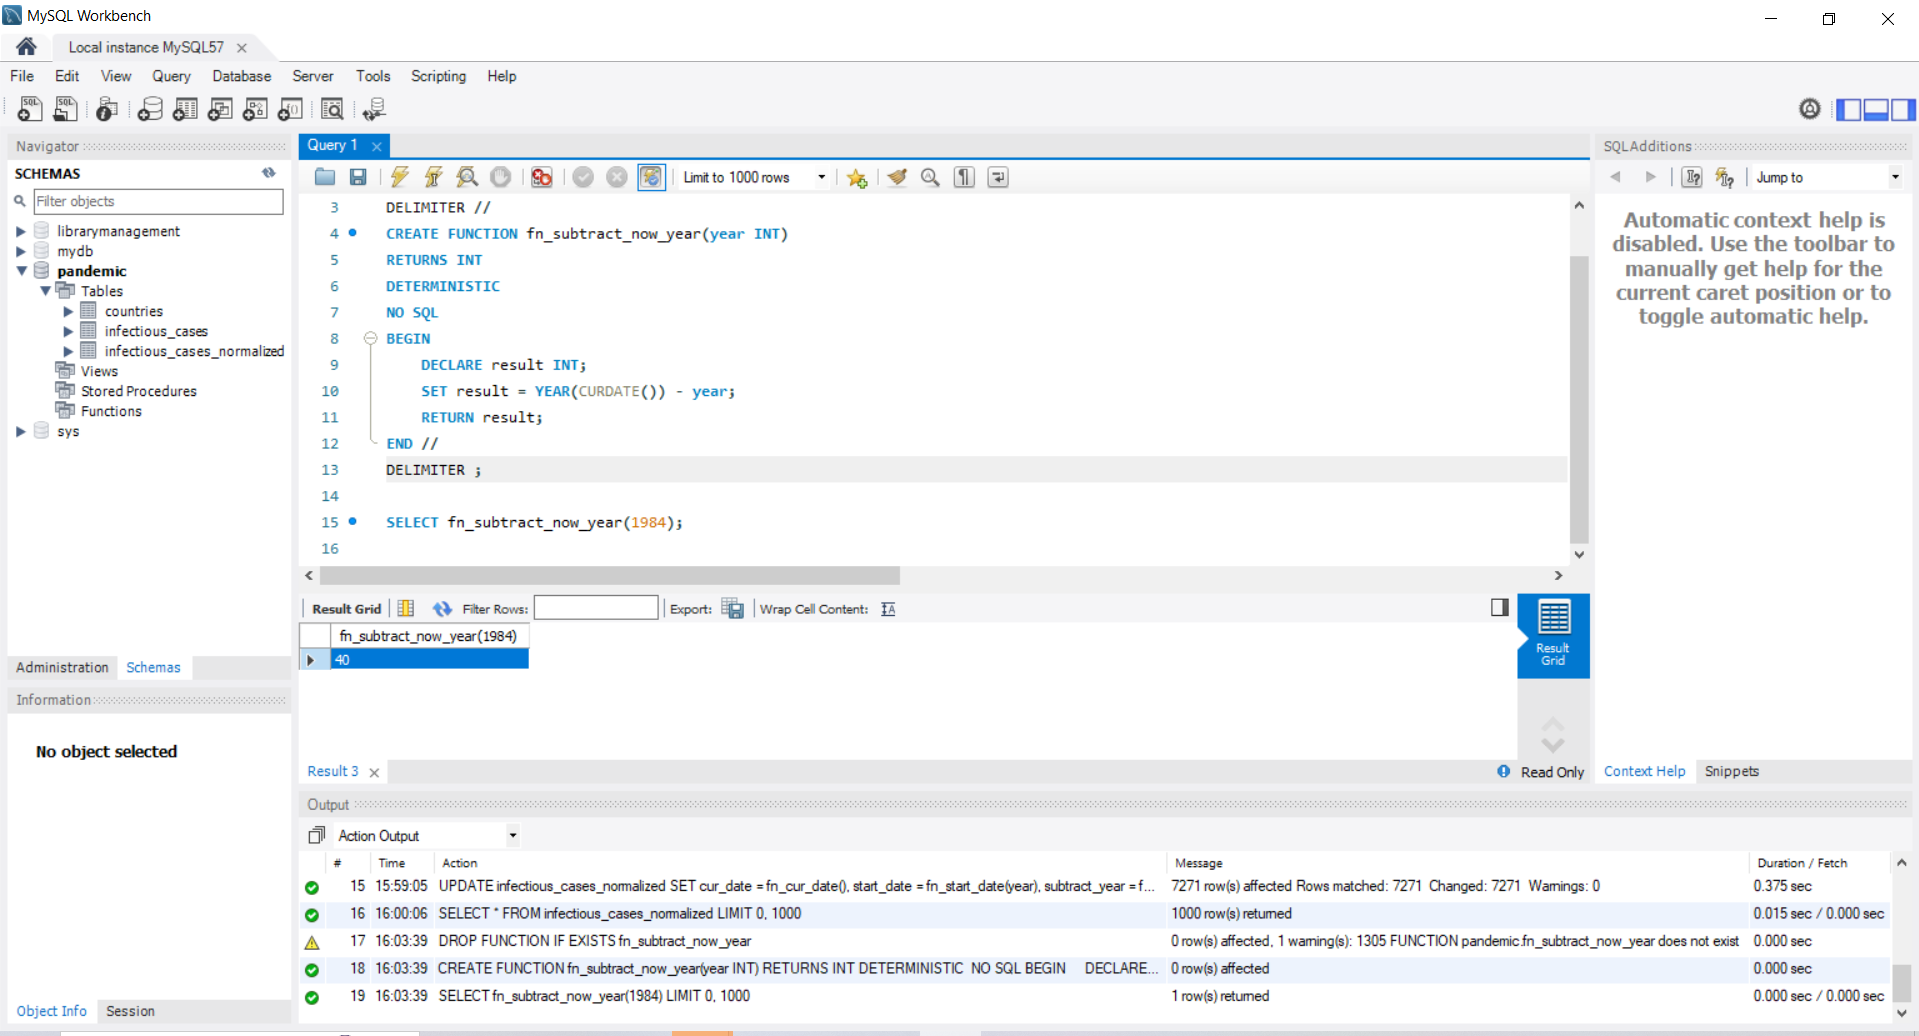 MySQL Workbench
Local instance MySQL57
File Edit View Query Database Server Tools Scripting Help
Navigator
SCHEMAS
Filter objects
librarymanagement
mydb
pandemic
Tables
countries
infectious_cases
infectious_cases_normalized
Views
Stored Procedures
Functions
sys
Administration Schemas
Information
No object selected
Object Info Session
Query 1
Limit to 1000 rows
3 DELIMITER //
4 CREATE FUNCTION fn_subtract_now_year(year INT)
5 RETURNS INT
6 DETERMINISTIC
7 NO SQL
8 BEGIN
9 DECLARE result INT;
10 SET result = YEAR(CURDATE()) - year;
11 RETURN result;
12 END //
13 DELIMITER ;
14
15 SELECT fn_subtract_now_year(1984);
16
Result Grid Filter Rows: Export: Wrap Cell Content:
fn_subtract_now_year(1984)
40
Result Grid
Result 3 Read Only
SQLAdditions
Jump to
Automatic context help is
disabled. Use the toolbar to
manually get help for the
current caret position or to
toggle automatic help.
Context Help Snippets
Output
Action Output
# Time Action Message Duration / Fetch
15 15:59:05 UPDATE infectious_cases_normalized SET cur_date = fn_cur_date(), start_date = fn_start_date(year), subtract_year = f... 7271 row(s) affected Rows matched: 7271 Changed: 7271 Warnings: 0 0.375 sec
16 16:00:06 SELECT * FROM infectious_cases_normalized LIMIT 0, 1000 1000 row(s) returned 0.015 sec / 0.000 sec
17 16:03:39 DROP FUNCTION IF EXISTS fn_subtract_now_year 0 row(s) affected, 1 warning(s): 1305 FUNCTION pandemic.fn_subtract_now_year does not exist 0.000 sec
18 16:03:39 CREATE FUNCTION fn_subtract_now_year(year INT) RETURNS INT DETERMINISTIC NO SQL BEGIN DECLARE... 0 row(s) affected 0.000 sec
19 16:03:39 SELECT fn_subtract_now_year(1984) LIMIT 0, 1000 1 row(s) returned 0.000 sec / 0.000 sec